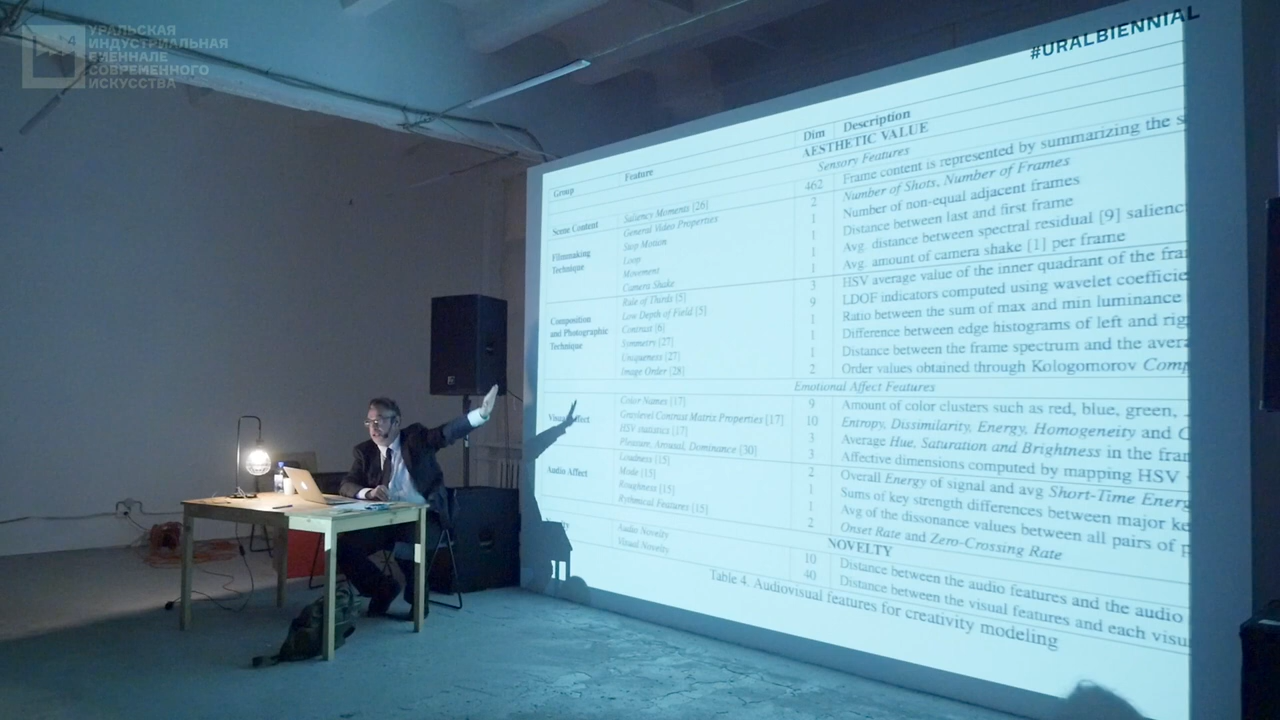 УРАЛЬСКАЯ
ИНДУСТРИАЛЬНАЯ
БИЕННАЛЕ
СОВРЕМЕННОГО
ИСКУССТВА
4
#URALBIENNIAL
Group Feature Dim Description
AESTHETIC VALUE
Sensory Features
Scene Content Saliency Moments [26] 462 Frame content is represented by summarizing the
Filmmaking Technique
General Video Properties 2 Number of Shots, Number of Frames
Stop Motion 1 Number of non-equal adjacent frames
Loop 1 Distance between last and first frame
Movement 1 Avg. distance between spectral residual [9]
Camera Shake 1 Avg. amount of camera shake [1] per frame
Composition and Photographic Technique
Rule of Thirds [5] 3 HSV average value of the inner quadrant of the
Low Depth of Field [5] 9 LDOF indicators computed using wavelet
Contrast [6] 1 Ratio between the sum of max and min luminance
Symmetry [27] 1 Difference between edge histograms of left and
Uniqueness [27] 1 Distance between the frame spectrum and the
Image Order [28] 2 Order values obtained through Kologomorov
Emotional Affect Features
Color Names [17] 9 Amount of color clusters such as red, blue, green,
Graylevel Contrast Matrix Properties [17] 10 Entropy, Dissimilarity, Energy, Homogeneity and
HSV statistics [17] 3 Average Hue, Saturation and Brightness in the
Pleasure, Arousal, Dominance [30] 3 Affective dimensions computed by mapping HSV
Audio Affect
Loudness [15] 2 Overall Energy of signal and avg Short-Time
Mode [15] 1 Sums of key strength differences between major
Roughness [15] 1 Avg of the dissonance values between all pairs of
Rythmical Features [15] 2 Onset Rate and Zero-Crossing Rate
NOVELTY
Audio Novelty 10 Distance between the audio features and the audio
Visual Novelty 40 Distance between the visual features and each
Table 4. Audiovisual features for creativity modeling